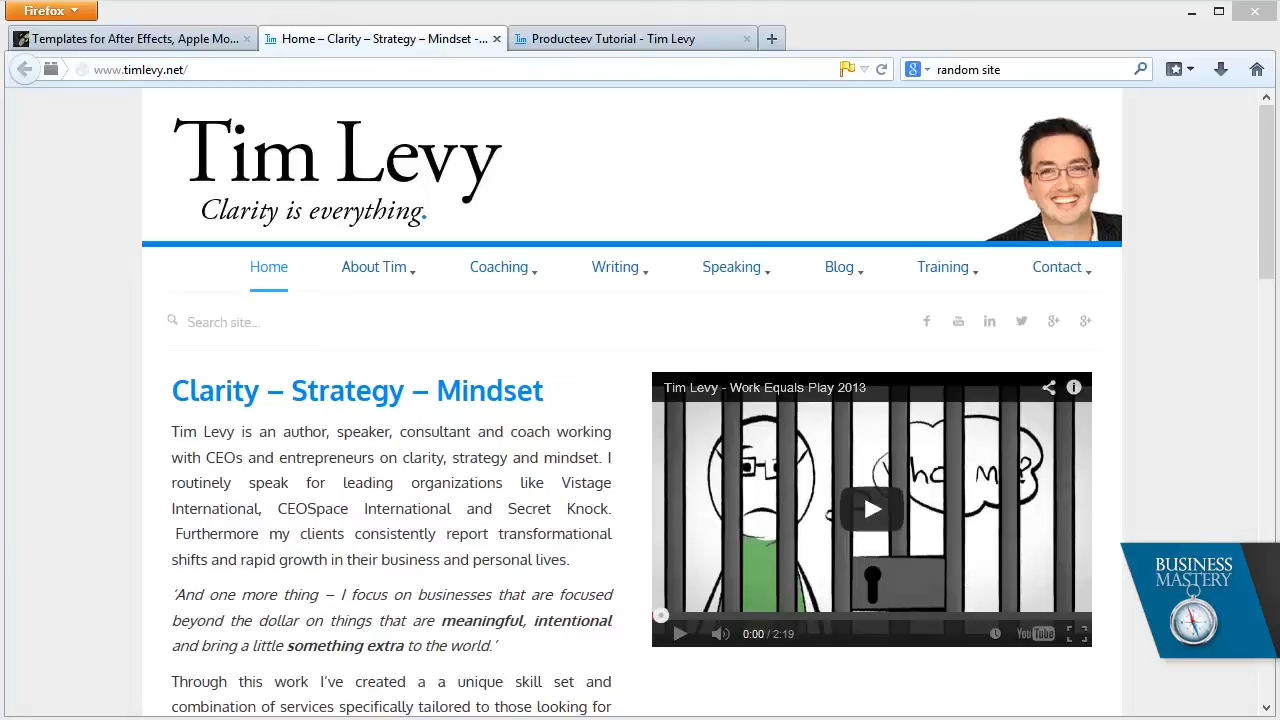 Firefox
Templates for After Effects, Apple Mo...
Home – Clarity – Strategy – Mindset -...
Producteev Tutorial - Tim Levy
www.timlevy.net/
random site
Tim Levy
Clarity is everything.
Home
About Tim
Coaching
Writing
Speaking
Blog
Training
Contact
Search site...
Clarity – Strategy – Mindset
Tim Levy is an author, speaker, consultant and coach working
with CEOs and entrepreneurs on clarity, strategy and mindset. I
routinely speak for leading organizations like Vistage
International, CEOSpace International and Secret Knock.
Furthermore my clients consistently report transformational
shifts and rapid growth in their business and personal lives.
'And one more thing – I focus on businesses that are focused
beyond the dollar on things that are meaningful, intentional
and bring a little something extra to the world.'
Through this work I've created a a unique skill set and
combination of services specifically tailored to those looking for
Tim Levy - Work Equals Play 2013
0:00 / 2:19
YouTube
BUSINESS
MASTERY